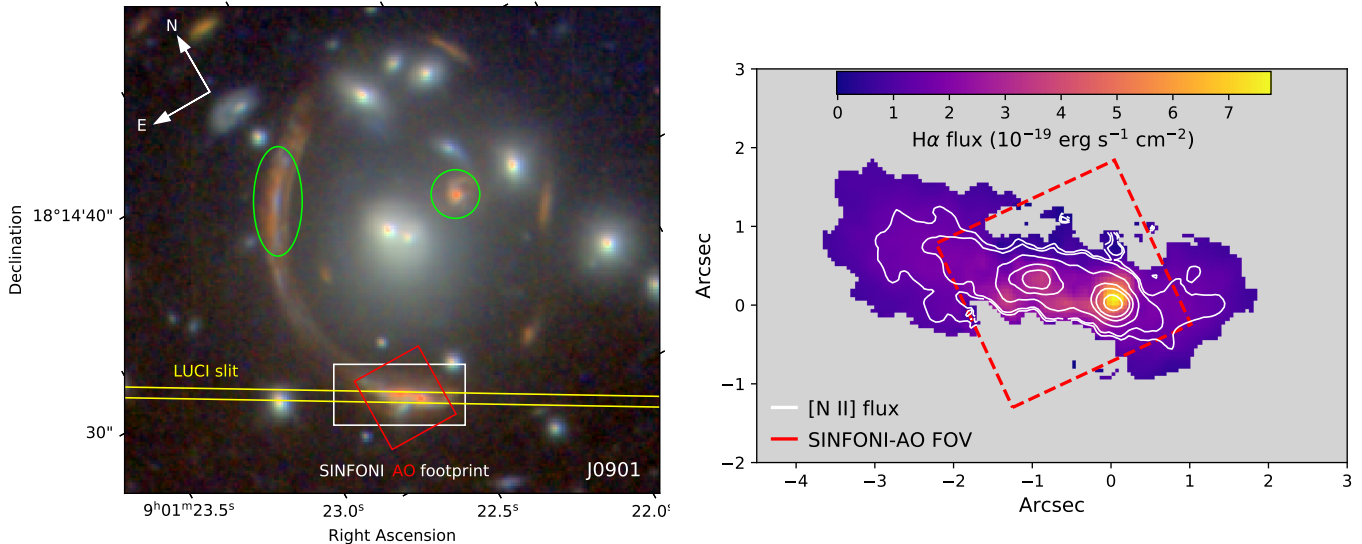 N
E
LUCI slit
SINFONI AO footprint
J0901
Declination
18°14'40"
30"
9ʰ01ᵐ23.5ˢ
23.0ˢ
22.5ˢ
22.0
Right Ascension
0 1 2 3 4 5 6 7
Hα flux (10⁻¹⁹ erg s⁻¹ cm⁻²)
[N II] flux
SINFONI-AO FOV
Arcsec
3
2
1
0
−1
−2
−4 −3 −2 −1 0 1 2 3
Arcsec